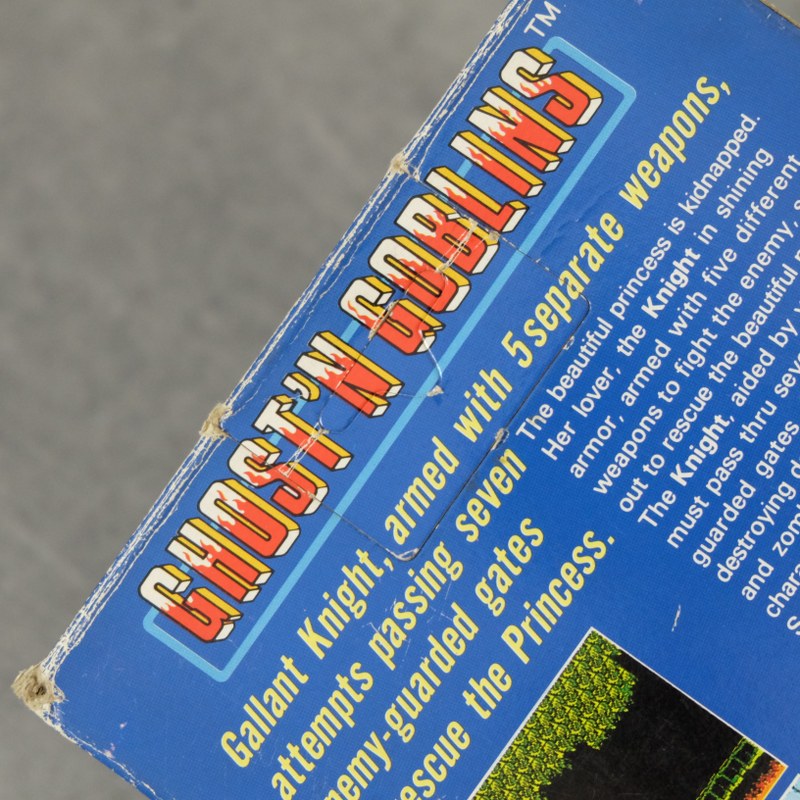 GHOST'N GOBLINS™
Gallant Knight, armed with 5 separate weapons,
attempts passing seven
enemy-guarded gates
rescue the Princess.
The beautiful princess is kidnapped.
Her lover, the Knight in shining
armor, armed with five different
weapons to fight the enemy,
out to rescue the beautiful
The Knight, aided by
must pass thru
guarded gates
destroying
and